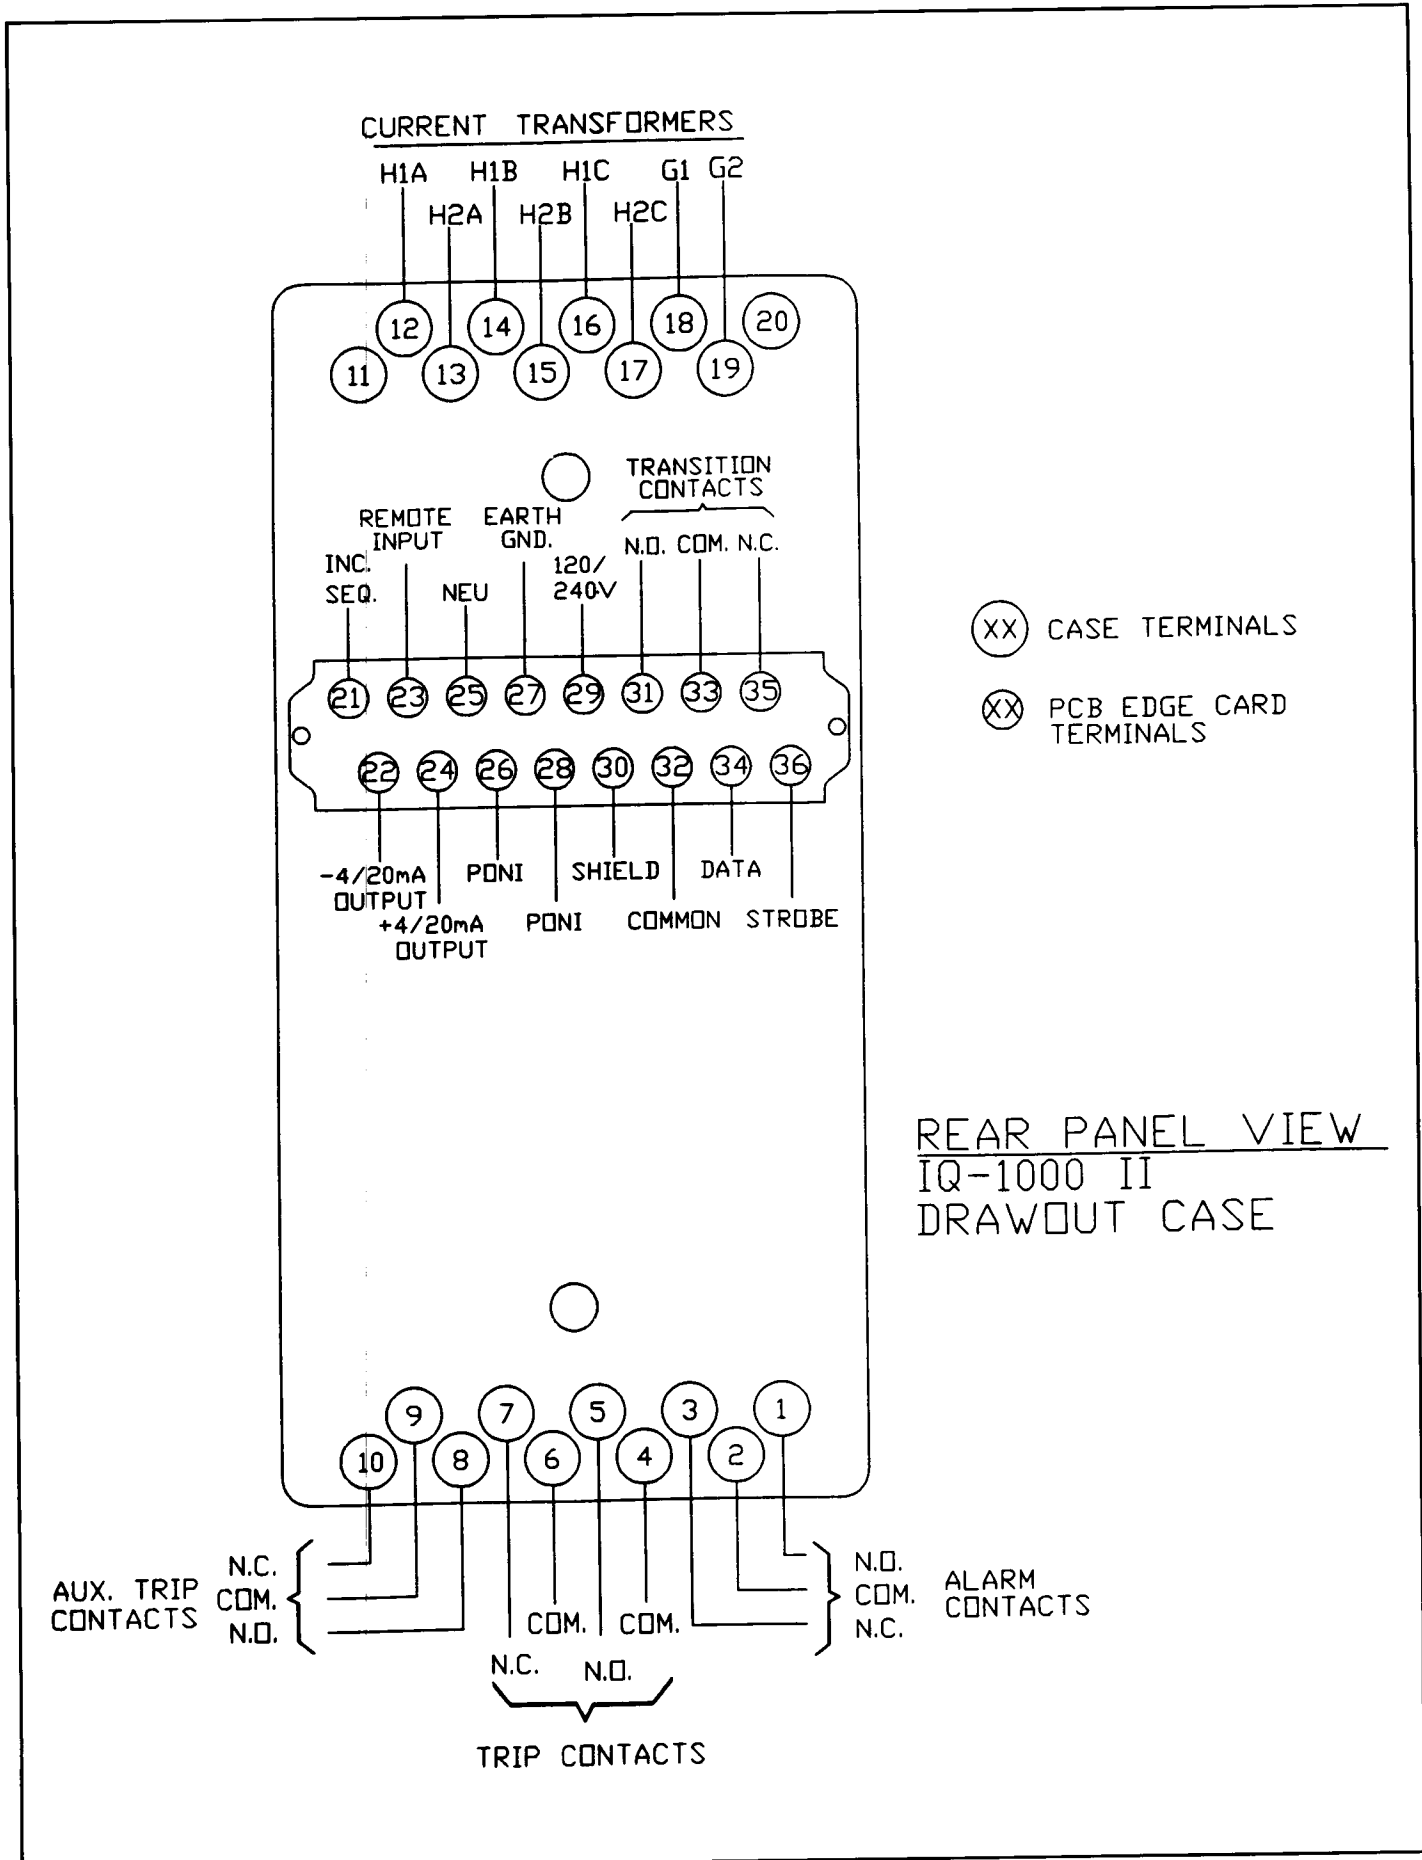 CURRENT TRANSFORMERS
H1A H1B H1C G1 G2
H2A H2B H2C
12 14 16 18 20
11 13 15 17 19
TRANSITION
CONTACTS
REMOTE
INPUT
EARTH
GND.
N.O. COM. N.C.
INC.
SEQ.
NEU
120/
240V
21 23 25 27 29 31 33 35
22 24 26 28 30 32 34 36
-4/20mA
OUTPUT
PONI
SHIELD
DATA
+4/20mA
OUTPUT
PONI
COMMON
STROBE
XX CASE TERMINALS
XX PCB EDGE CARD
TERMINALS
REAR PANEL VIEW
IQ-1000 II
DRAWOUT CASE
9 7 5 3 1
10 8 6 4 2
AUX. TRIP
CONTACTS
N.C.
COM.
N.O.
COM. COM.
N.C. N.O.
TRIP CONTACTS
N.O.
COM.
N.C.
ALARM
CONTACTS